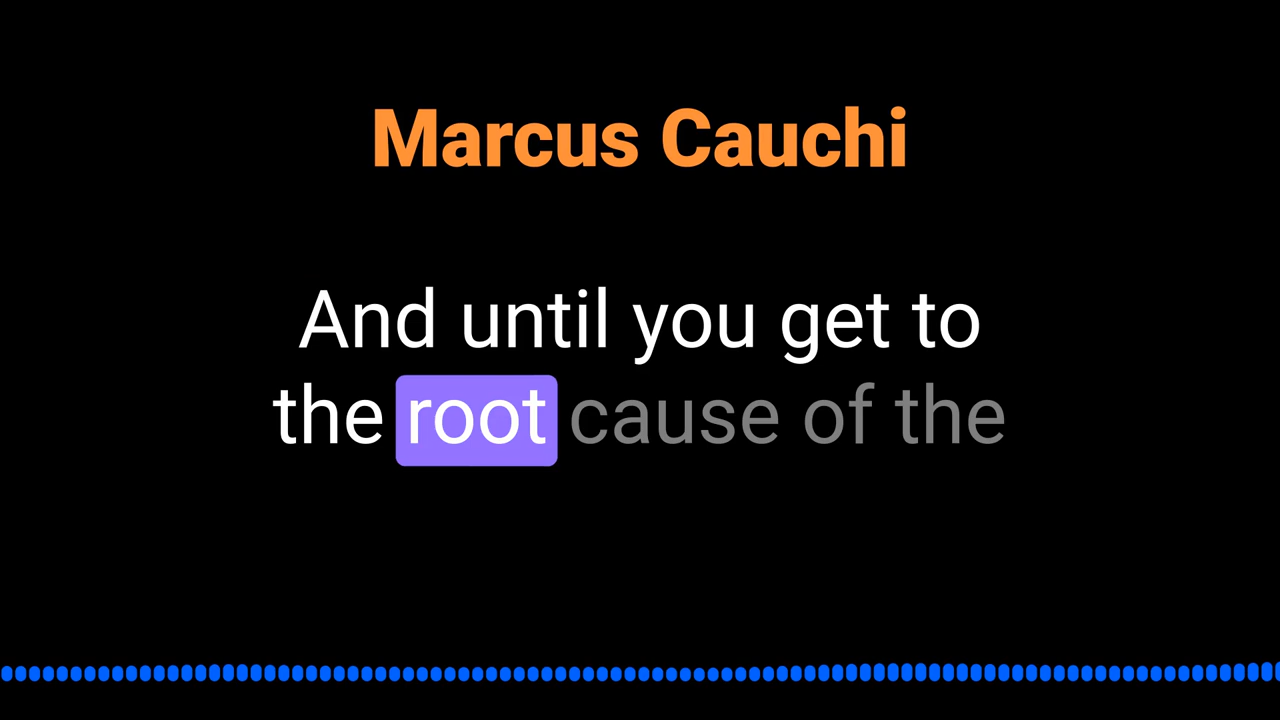 Marcus Cauchi
And until you get to
the root cause of the